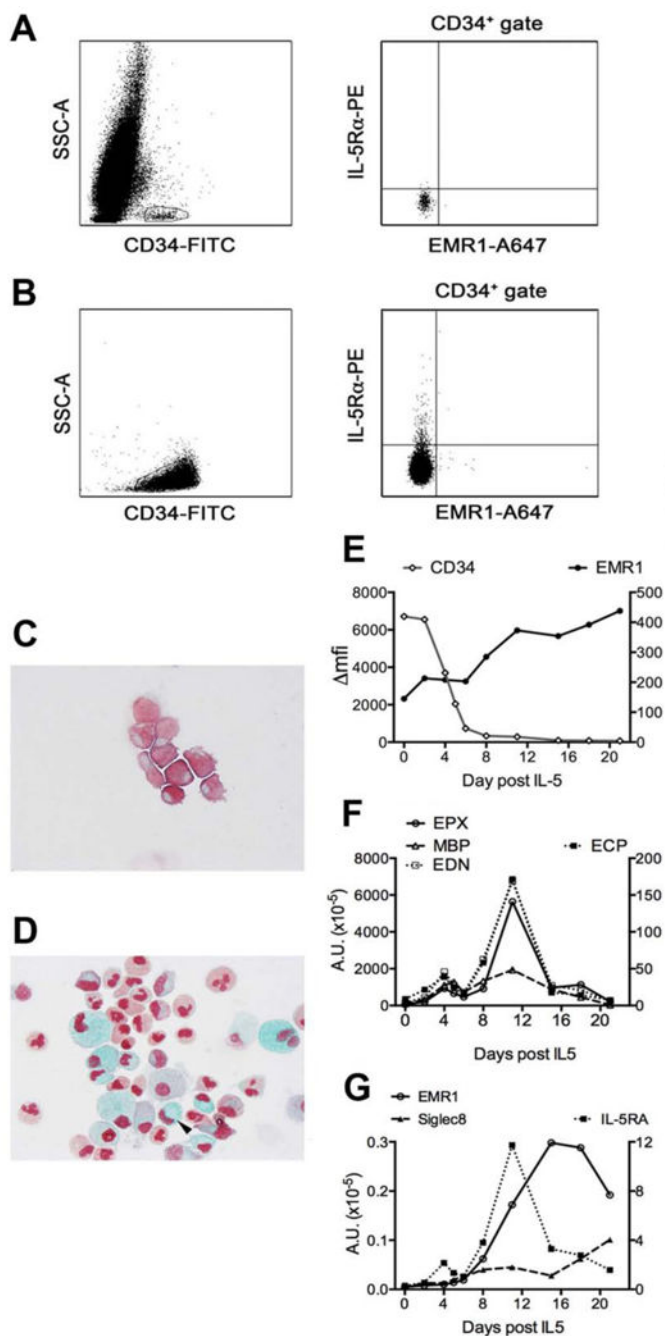 A
CD34+ gate
SSC-A
IL-5Rα-PE
CD34-FITC
EMR1-A647
B
CD34+ gate
SSC-A
IL-5Rα-PE
CD34-FITC
EMR1-A647
C
D
E
CD34
EMR1
8000
6000
4000
2000
0
500
400
300
200
100
0
Δmfi
0 4 8 12 16 20
Day post IL-5
F
EPX
MBP
EDN
ECP
8000
6000
4000
2000
0
200
150
100
50
0
A.U. (x10-5)
0 4 8 12 16 20
Days post IL5
G
EMR1
Siglec8
IL-5RA
0.3
0.2
0.1
0.0
12
8
4
0
A.U. (x10-5)
0 4 8 12 16 20
Days post IL5